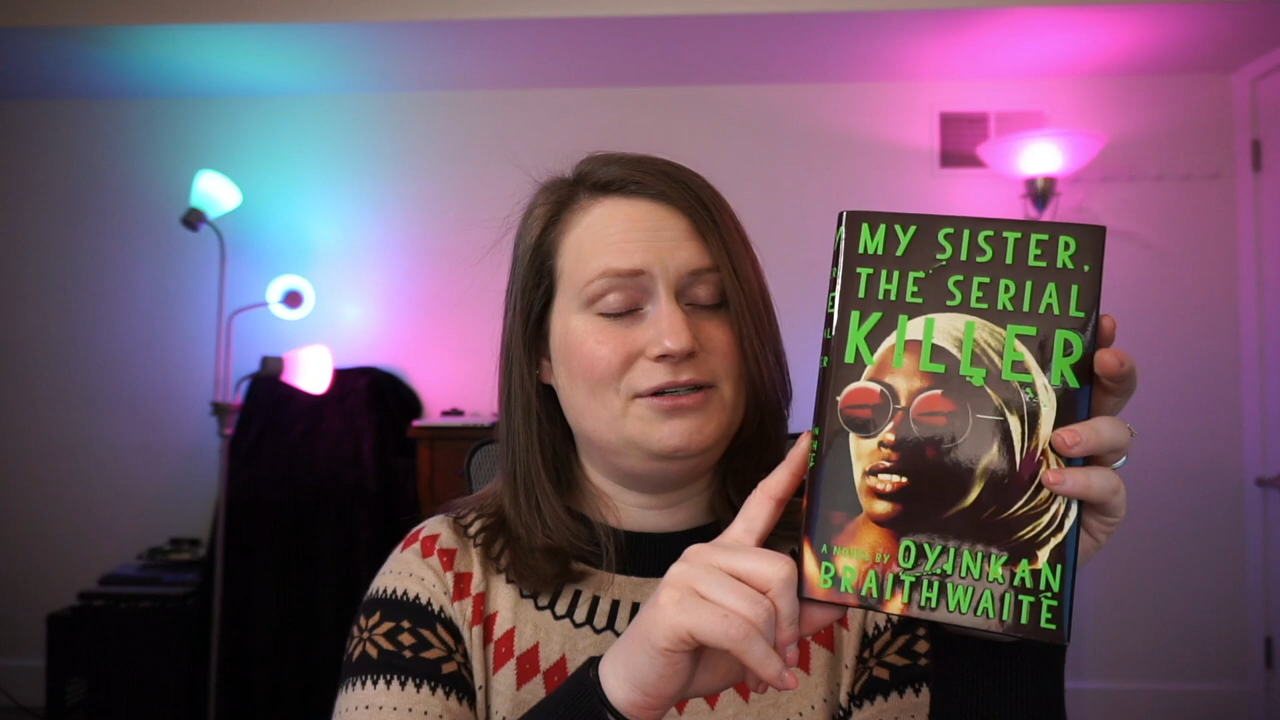 MY SISTER,
THE SERIAL
KILLER
A NOVEL BY OYINKAN
BRAITHWAITE